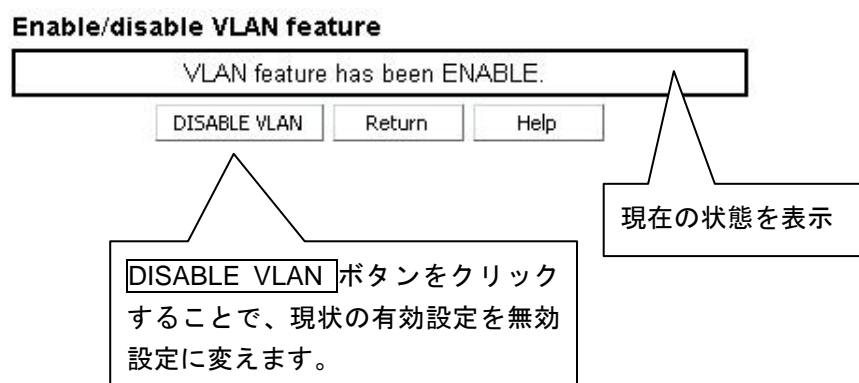 Enable/disable VLAN feature
VLAN feature has been ENABLE.
DISABLE VLAN Return Help
現在の状態を表示
DISABLE VLAN ボタンをクリック
することで、現状の有効設定を無効
設定に変えます。